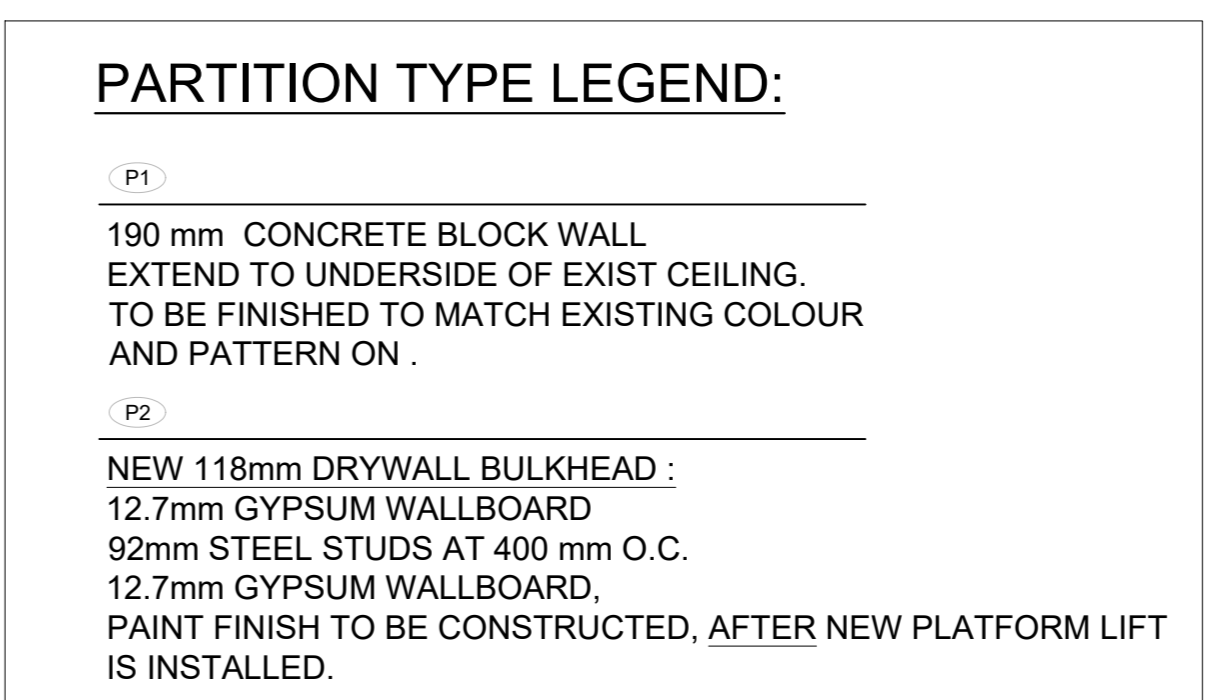 PARTITION TYPE LEGEND:
P1
190 mm CONCRETE BLOCK WALL
EXTEND TO UNDERSIDE OF EXIST CEILING.
TO BE FINISHED TO MATCH EXISTING COLOUR
AND PATTERN ON .
P2
NEW 118mm DRYWALL BULKHEAD :
12.7mm GYPSUM WALLBOARD
92mm STEEL STUDS AT 400 mm O.C.
12.7mm GYPSUM WALLBOARD,
PAINT FINISH TO BE CONSTRUCTED, AFTER NEW PLATFORM LIFT
IS INSTALLED.